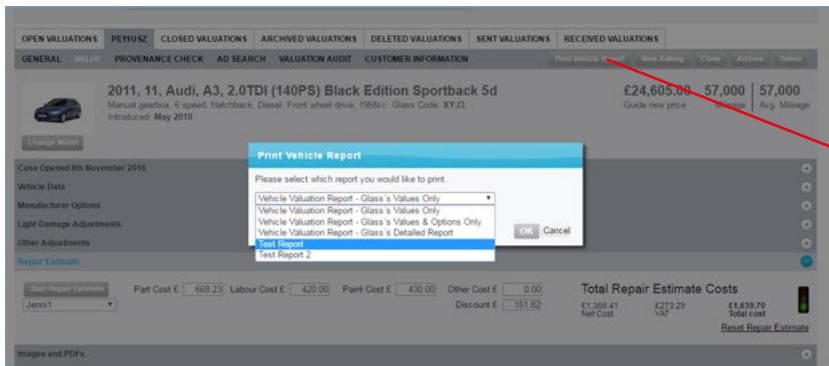 OPEN VALUATIONS PE11USZ CLOSED VALUATIONS ARCHIVED VALUATIONS DELETED VALUATIONS SENT VALUATIONS RECEIVED VALUATIONS
GENERAL VALUE PROVENANCE CHECK AD SEARCH VALUATION AUDIT CUSTOMER INFORMATION Print Vehicle Report View Asking Close Archive Delete
2011, 11, Audi, A3, 2.0TDI (140PS) Black Edition Sportback 5d £24,605.00 57,000 57,000
Manual gearbox, 6 speed, Hatchback, Diesel, Front wheel drive, 1968cc. Glass Code XYJ3, Guide new price Mileage Avg. Mileage
Introduced: May 2010
Change Model
Print Vehicle Report
Case Opened 8th November 2016
Please select which report you would like to print.
Vehicle Data
Vehicle Valuation Report - Glass's Values Only
Manufacturer Options
Vehicle Valuation Report - Glass's Values Only
Vehicle Valuation Report - Glass's Values & Options Only
Light Damage Adjustments
Vehicle Valuation Report - Glass's Detailed Report OK Cancel
Other Adjustments
Test Report
Test Report 2
Repair Estimate
Start Repair Estimate Part Cost £ 668.23 Labour Cost £ 420.00 Paint Cost £ 430.00 Other Cost £ 0.00 Total Repair Estimate Costs
Jenni1 Discount £ 151.82 £1,366.41 £273.29 £1,639.70
Net Cost VAT Total cost
Reset Repair Estimate
Images and PDFs